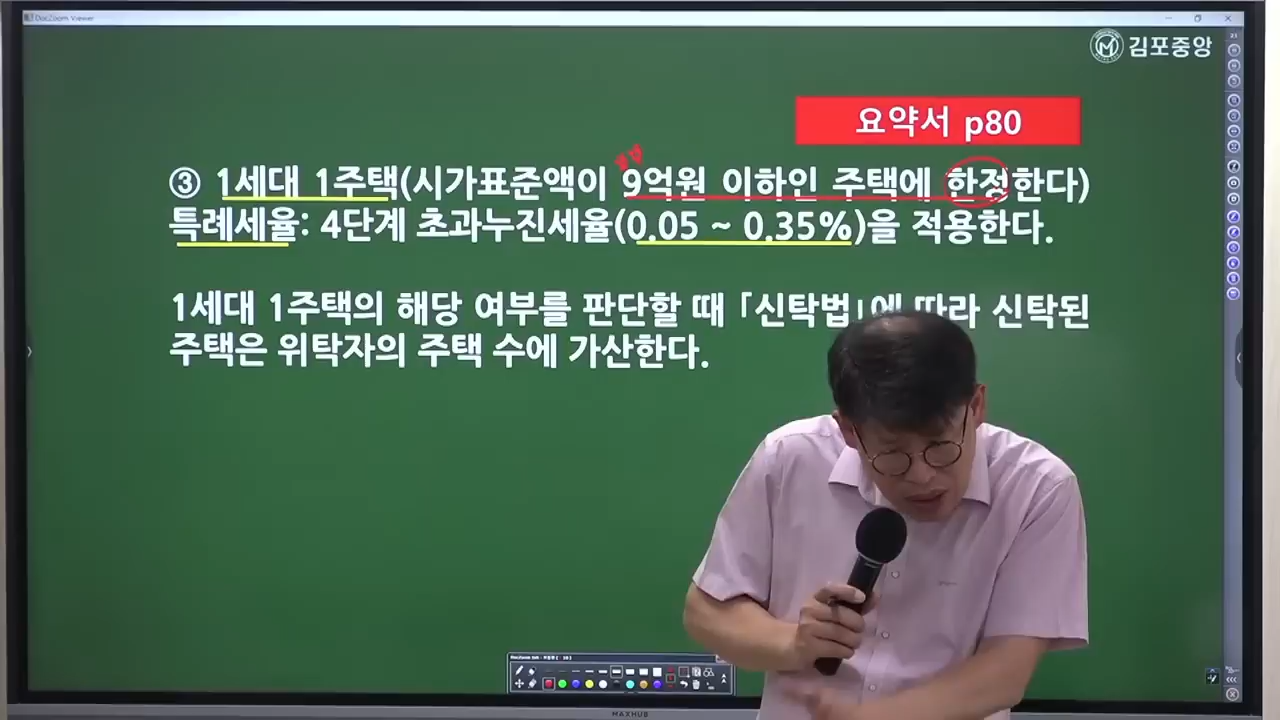 DocZoom Viewer
김포중앙
요약서 p80
③ 1세대 1주택(시가표준액이 9억원 이하인 주택에 한정한다)
특례세율: 4단계 초과누진세율(0.05 ~ 0.35%)을 적용한다.
1세대 1주택의 해당 여부를 판단할 때 「신탁법」에 따라 신탁된
주택은 위탁자의 주택 수에 가산한다.
MAXHUB